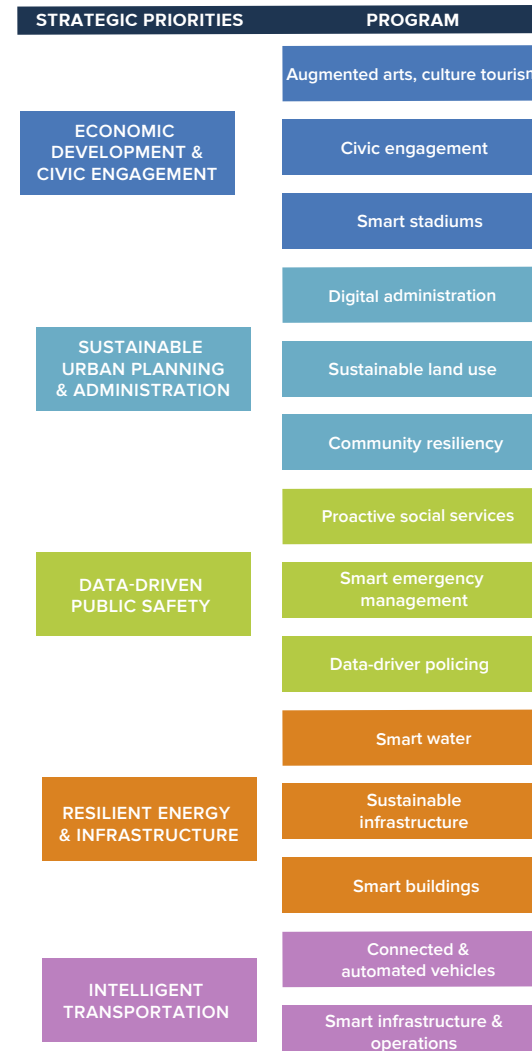 STRATEGIC PRIORITIES
PROGRAM
ECONOMIC
DEVELOPMENT &
CIVIC ENGAGEMENT
Augmented arts, culture tourism
Civic engagement
Smart stadiums
SUSTAINABLE
URBAN PLANNING
& ADMINISTRATION
Digital administration
Sustainable land use
Community resiliency
DATA-DRIVEN
PUBLIC SAFETY
Proactive social services
Smart emergency
management
Data-driver policing
RESILIENT ENERGY
& INFRASTRUCTURE
Smart water
Sustainable
infrastructure
Smart buildings
INTELLIGENT
TRANSPORTATION
Connected &
automated vehicles
Smart infrastructure &
operations